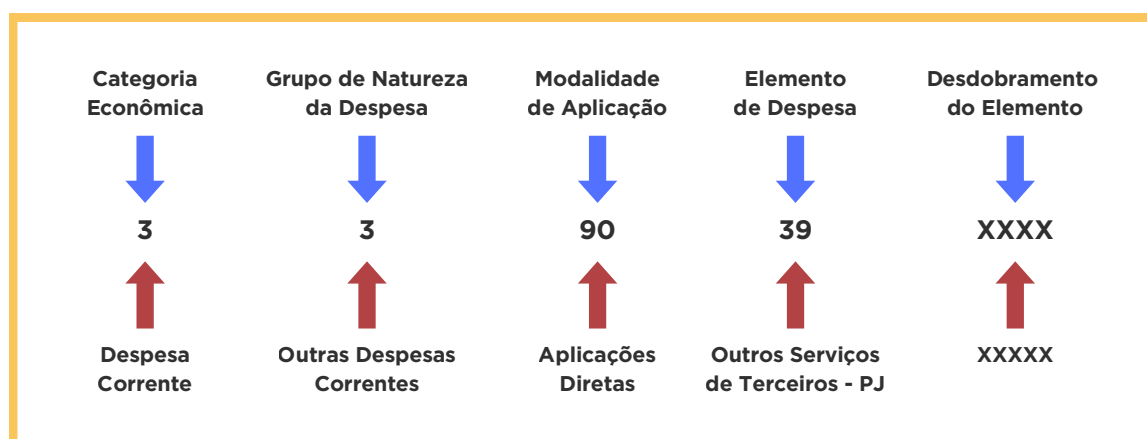 Categoria
Econômica
Grupo de Natureza
da Despesa
Modalidade
de Aplicação
Elemento
de Despesa
Desdobramento
do Elemento
3
3
90
39
XXXX
Despesa
Corrente
Outras Despesas
Correntes
Aplicações
Diretas
Outros Serviços
de Terceiros - PJ
XXXXX